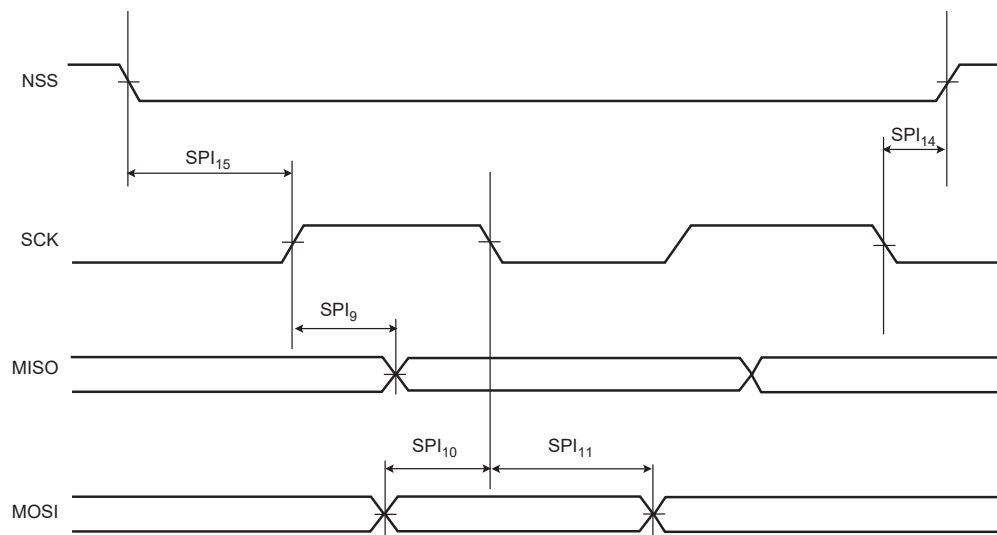 NSS
SPI₁₄
SPI₁₅
SCK
SPI₉
MISO
SPI₁₀
SPI₁₁
MOSI